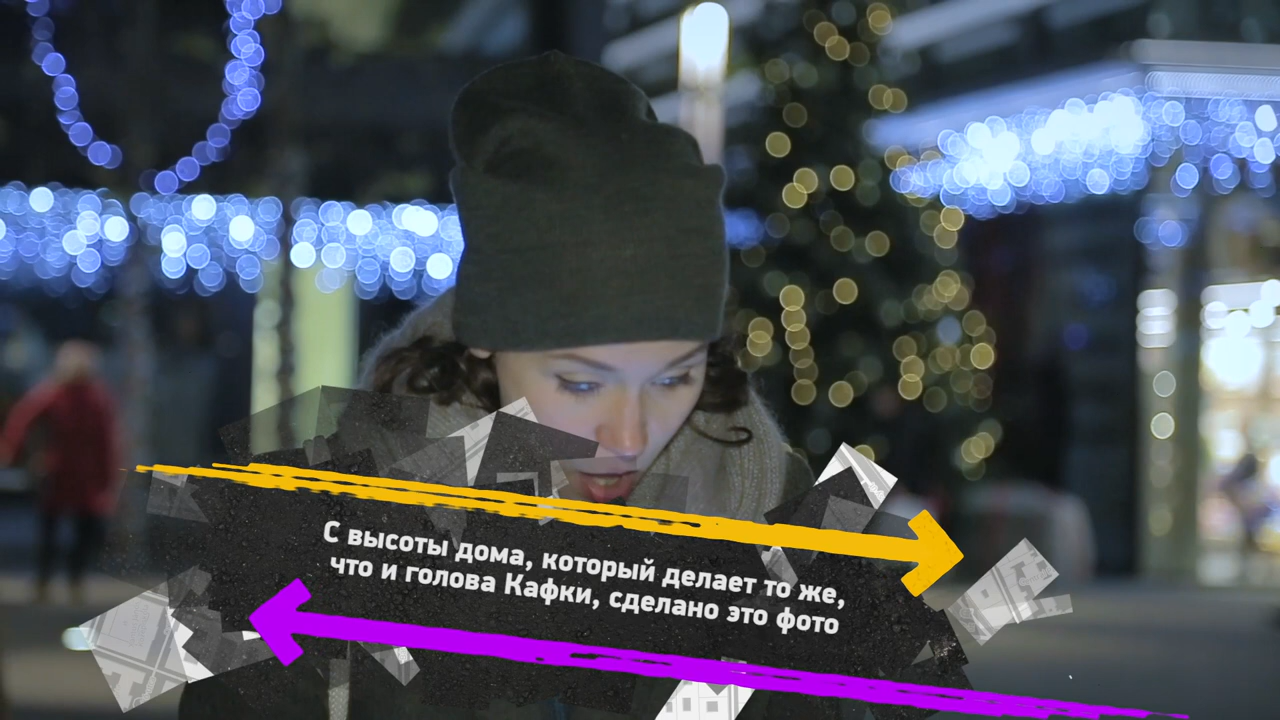 С высоты дома, который делает то же,
что и голова Кафки, сделано это фото